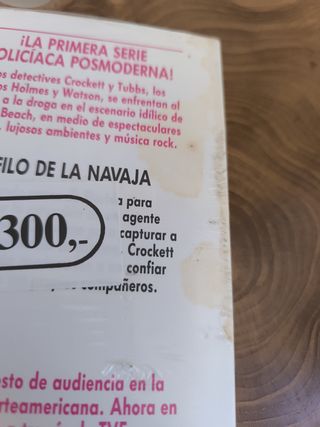 ¡LA PRIMERA SERIE
OLICÍACA POSMODERNA!
os detectives Crockett y Tubbs, los
os Holmes y Watson, se enfrentan al
a la droga en el escenario idílico de
Beach, en medio de espectaculares
, lujosos ambientes y música rock.
FILO DE LA NAVAJA
a para
agente
capturar a
Crockett
confiar
compañeros.
300,-
esto de audiencia en la
rteamericana. Ahora en